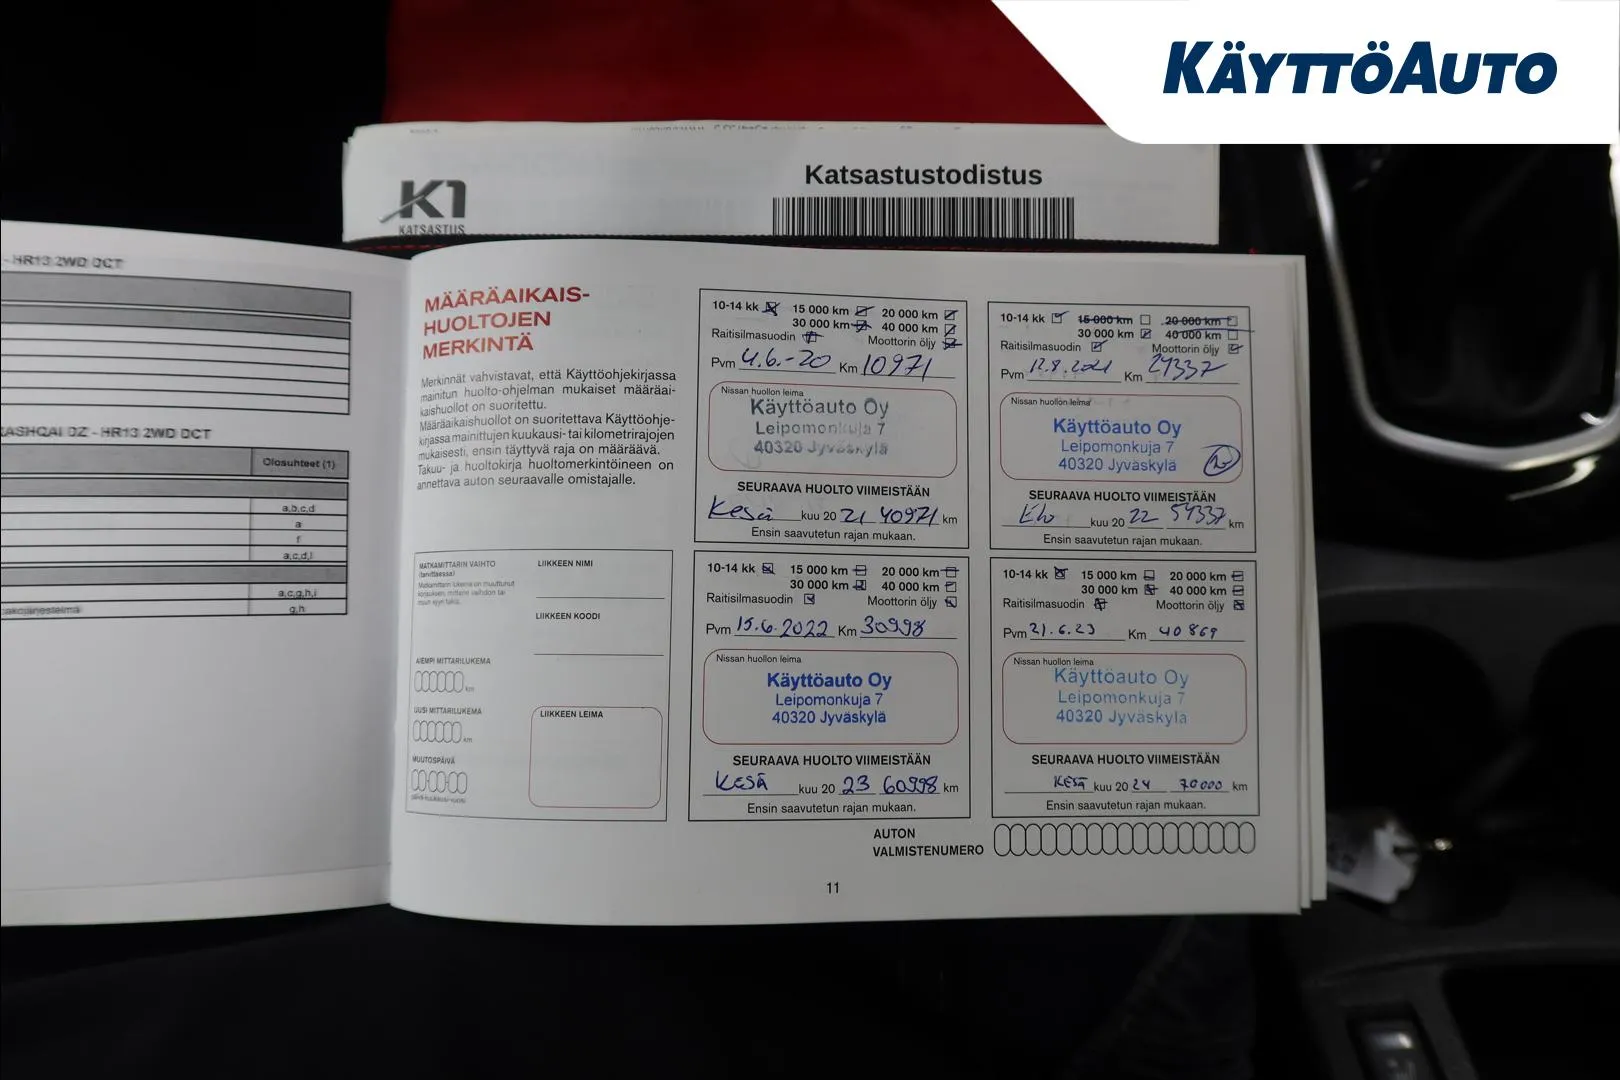 KÄYTTÖAUTO
K1
KATSASTUS
Katsastustodistus
- HR13 2WD DCT
QASHQAI DZ - HR13 2WD DCT
Olosuhteet (1)
a,b,c,d
a
f
a,c,d,i
a,c,g,h,i
g,h
MÄÄRÄAIKAIS-
HUOLTOJEN
MERKINTÄ
Merkinnät vahvistavat, että Käyttöohjekirjassa
mainitun huolto-ohjelman mukaiset määräai-
kaishuollot on suoritettu.
Määräaikaishuollot on suoritettava Käyttöohje-
kirjassa mainittujen kuukausi- tai kilometrirajojen
mukaisesti, ensin täyttyvä raja on määräävä.
Takuu- ja huoltokirja huoltomerkintöineen on
annettava auton seuraavalle omistajalle.
MATKAMITTARIN VAIHTO
(tarvittaessa)
Matkamittarin lukema on muuttunut
AIEMPI MITTARILUKEMA
km
UUSI MITTARILUKEMA
km
MUUTOSPÄIVÄ
LIIKKEEN NIMI
LIIKKEEN KOODI
LIIKKEEN LEIMA
10-14 kk 15 000 km 20 000 km
30 000 km 40 000 km
Raitisilmasuodin Moottorin öljy
Pvm 4.6.-20 Km 10971
Nissan huollon leima
Käyttöauto Oy
Leipomonkuja 7
40320 Jyväskylä
SEURAAVA HUOLTO VIIMEISTÄÄN
Kesä kuu 20 21 40971 km
Ensin saavutetun rajan mukaan.
10-14 kk 15 000 km 20 000 km
30 000 km 40 000 km
Raitisilmasuodin Moottorin öljy
Pvm 12.8.2021 Km 24337
Nissan huollon leima
Käyttöauto Oy
Leipomonkuja 7
40320 Jyväskylä
SEURAAVA HUOLTO VIIMEISTÄÄN
Elo kuu 20 22 54337 km
Ensin saavutetun rajan mukaan.
10-14 kk 15 000 km 20 000 km
30 000 km 40 000 km
Raitisilmasuodin Moottorin öljy
Pvm 15.6.2022 Km 30998
Nissan huollon leima
Käyttöauto Oy
Leipomonkuja 7
40320 Jyväskylä
SEURAAVA HUOLTO VIIMEISTÄÄN
KESÄ kuu 20 23 60998 km
Ensin saavutetun rajan mukaan.
10-14 kk 15 000 km 20 000 km
30 000 km 40 000 km
Raitisilmasuodin Moottorin öljy
Pvm 21.6.23 Km 40869
Nissan huollon leima
Käyttöauto Oy
Leipomonkuja 7
40320 Jyväskylä
SEURAAVA HUOLTO VIIMEISTÄÄN
KESÄ kuu 20 24 70000 km
Ensin saavutetun rajan mukaan.
AUTON
VALMISTENUMERO
11